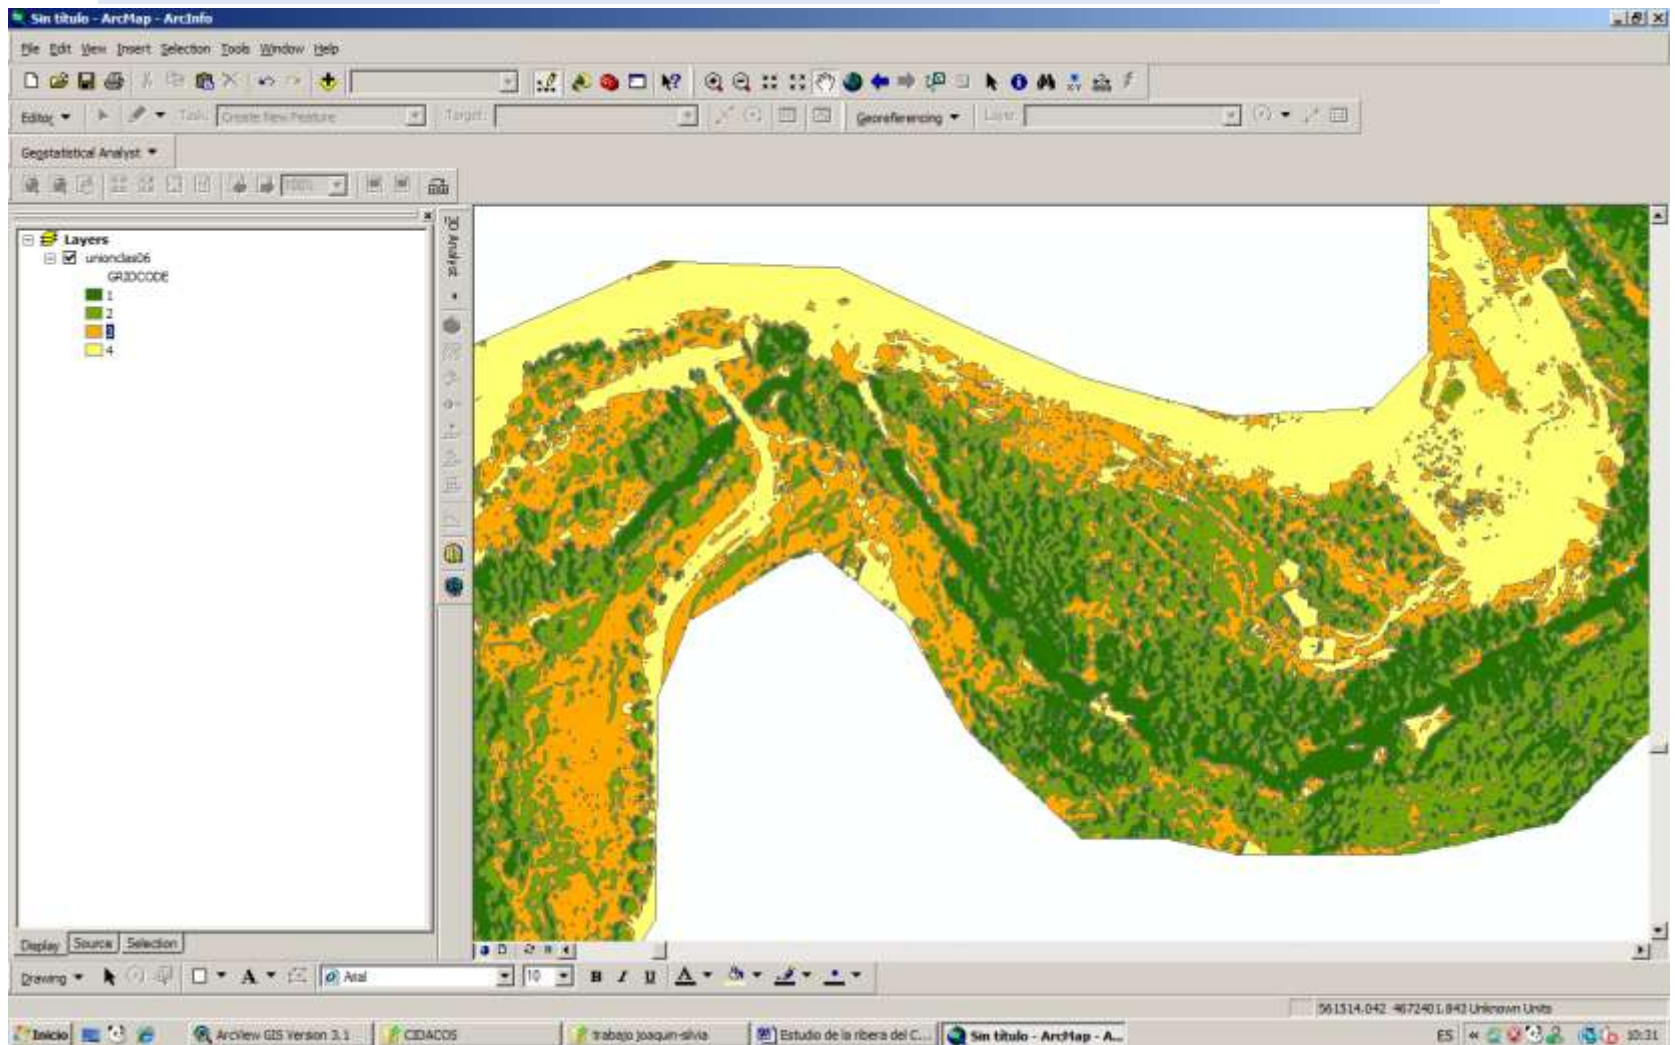 Sin título - ArcMap - ArcInfo
File Edit View Insert Selection Tools Window Help
Editor Task: Create New Feature Target: Georeferencing Layer:
Geostatistical Analyst
100%
3D Analyst
Layers
unionclas06
GRIDCODE
1
2
3
4
Display Source Selection
Drawing A Arial 10 B I U A
561514.042 4672401.843 Unknown Units
Inicio ArcView GIS Version 3.1 CIDACOS trabajo joaquin-silvia Estudio de la ribera del C... Sin título - ArcMap - A... ES « 10:31